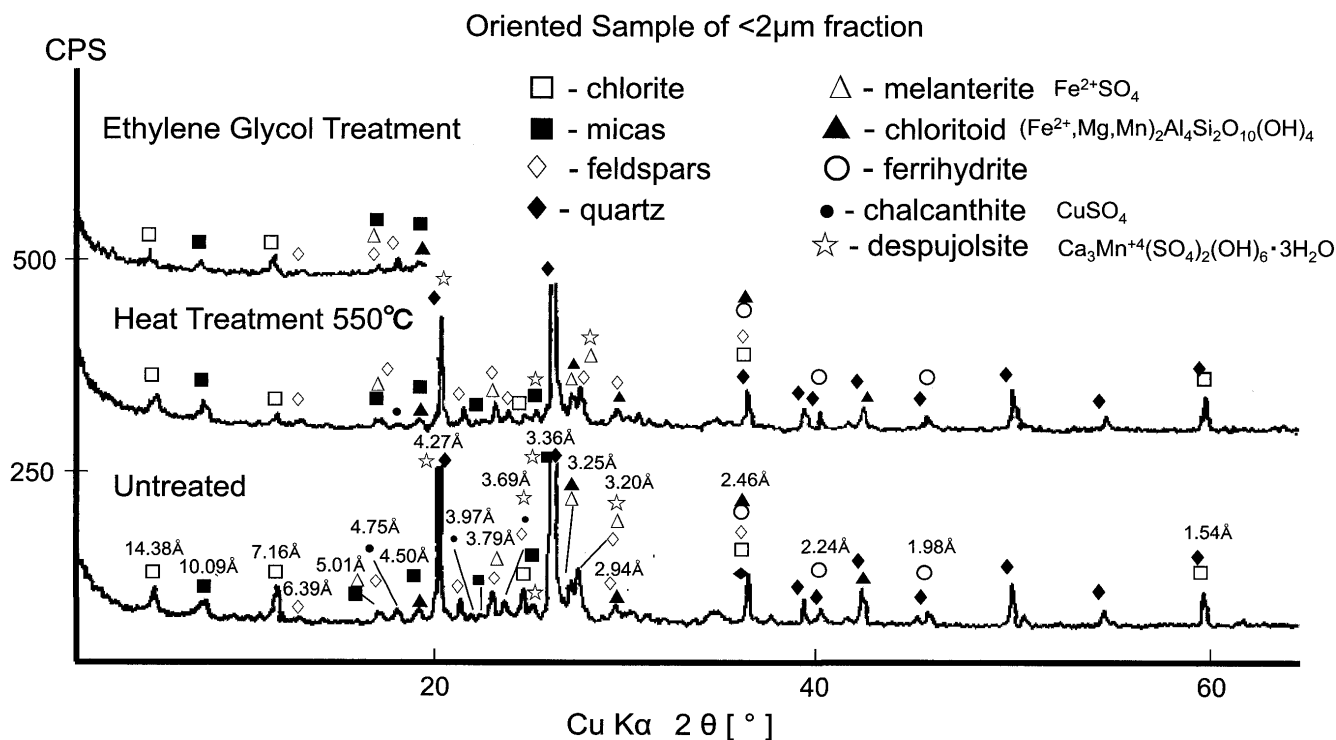 Oriented Sample of <2µm fraction
CPS
□ - chlorite
■ - micas
◇ - feldspars
◆ - quartz
△ - melanterite Fe²⁺SO₄
▲ - chloritoid (Fe²⁺,Mg,Mn)₂Al₄Si₂O₁₀(OH)₄
○ - ferrihydrite
● - chalcanthite CuSO₄
☆ - despujolsite Ca₃Mn⁺⁴(SO₄)₂(OH)₆·3H₂O
Ethylene Glycol Treatment
500
Heat Treatment 550℃
250
Untreated
14.38Å
10.09Å
7.16Å
6.39Å
5.01Å
4.75Å
4.50Å
4.27Å
3.97Å
3.79Å
3.69Å
3.36Å
3.25Å
3.20Å
2.94Å
2.46Å
2.24Å
1.98Å
1.54Å
20
40
60
Cu Kα 2 θ [ ° ]